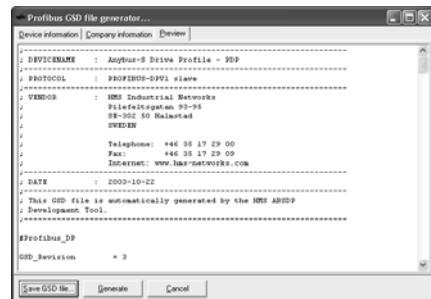 Profibus GSD file generator...
Device information Company information Preview
;----------------------------------------------------------------
; DEVICENAME : Anybus-S Drive Profile - PDP
;----------------------------------------------------------------
; PROTOCOL : PROFIBUS-DPV1 slave
;----------------------------------------------------------------
; VENDOR : HMS Industrial Networks
; Pilefeltsgatan 93-95
; SE-302 50 Halmstad
; SWEDEN
;
; Telephone: +46 35 17 29 00
; Fax: +46 35 17 29 09
; Internet: www.hms-networks.com
;----------------------------------------------------------------
; DATE : 2003-10-22
;----------------------------------------------------------------
; This GSD file is automatically generated by the HMS ABSDP
; Development Tool.
;================================================================
#Profibus_DP
GSD_Revision = 3
Save GSD file... Generate Cancel